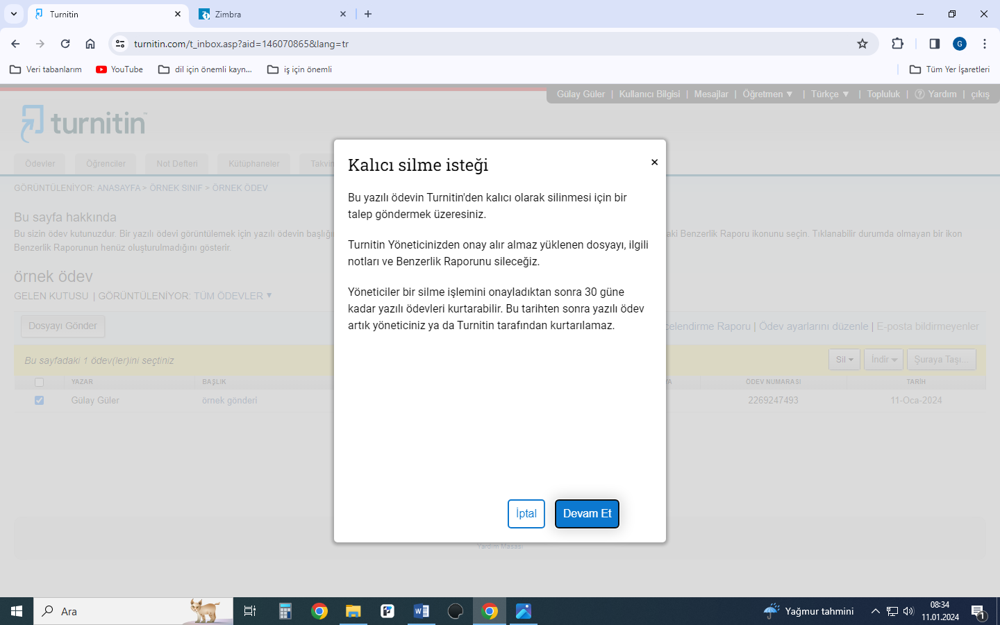 Turnitin
Zimbra
turnitin.com/t_inbox.asp?aid=146070865&lang=tr
G
Veri tabanlarım
YouTube
dil için önemli kayn...
iş için önemli
Tüm Yer İşaretleri
Gülay Güler | Kullanıcı Bilgisi | Mesajlar | Öğretmen ▼ | Türkçe ▼ | Topluluk | ? Yardım | çıkış
turnitin™
Ödevler
Öğrenciler
Not Defteri
Kütüphaneler
Takvim
GÖRÜNTÜLENİYOR: ANASAYFA > ÖRNEK SINIF > ÖRNEK ÖDEV
Bu sayfa hakkında
Bu sizin ödev kutunuzdur. Bir yazılı ödevi görüntülemek için yazılı ödevin başlığın
aki Benzerlik Raporu ikonunu seçin. Tıklanabilir durumda olmayan bir ikon
Benzerlik Raporunun henüz oluşturulmadığını gösterir.
örnek ödev
GELEN KUTUSU | GÖRÜNTÜLENİYOR: TÜM ÖDEVLER ▼
Dosyayı Gönder
celendirme Raporu | Ödev ayarlarını düzenle | E-posta bildirmeyenler
Bu sayfadaki 1 ödev(ler)ini seçtiniz
Sil
İndir
Şuraya Taşı...
YAZAR
BAŞLIK
YA
ÖDEV NUMARASI
TARİH
Gülay Güler
örnek gönderi
2269247493
11-Oca-2024
Kalıcı silme isteği
×
Bu yazılı ödevin Turnitin'den kalıcı olarak silinmesi için bir
talep göndermek üzeresiniz.
Turnitin Yöneticinizden onay alır almaz yüklenen dosyayı, ilgili
notları ve Benzerlik Raporunu sileceğiz.
Yöneticiler bir silme işlemini onayladıktan sonra 30 güne
kadar yazılı ödevleri kurtarabilir. Bu tarihten sonra yazılı ödev
artık yöneticiniz ya da Turnitin tarafından kurtarılamaz.
İptal
Devam Et
Yardım Masası
Ara
Yağmur tahmini
08:34
11.01.2024
1